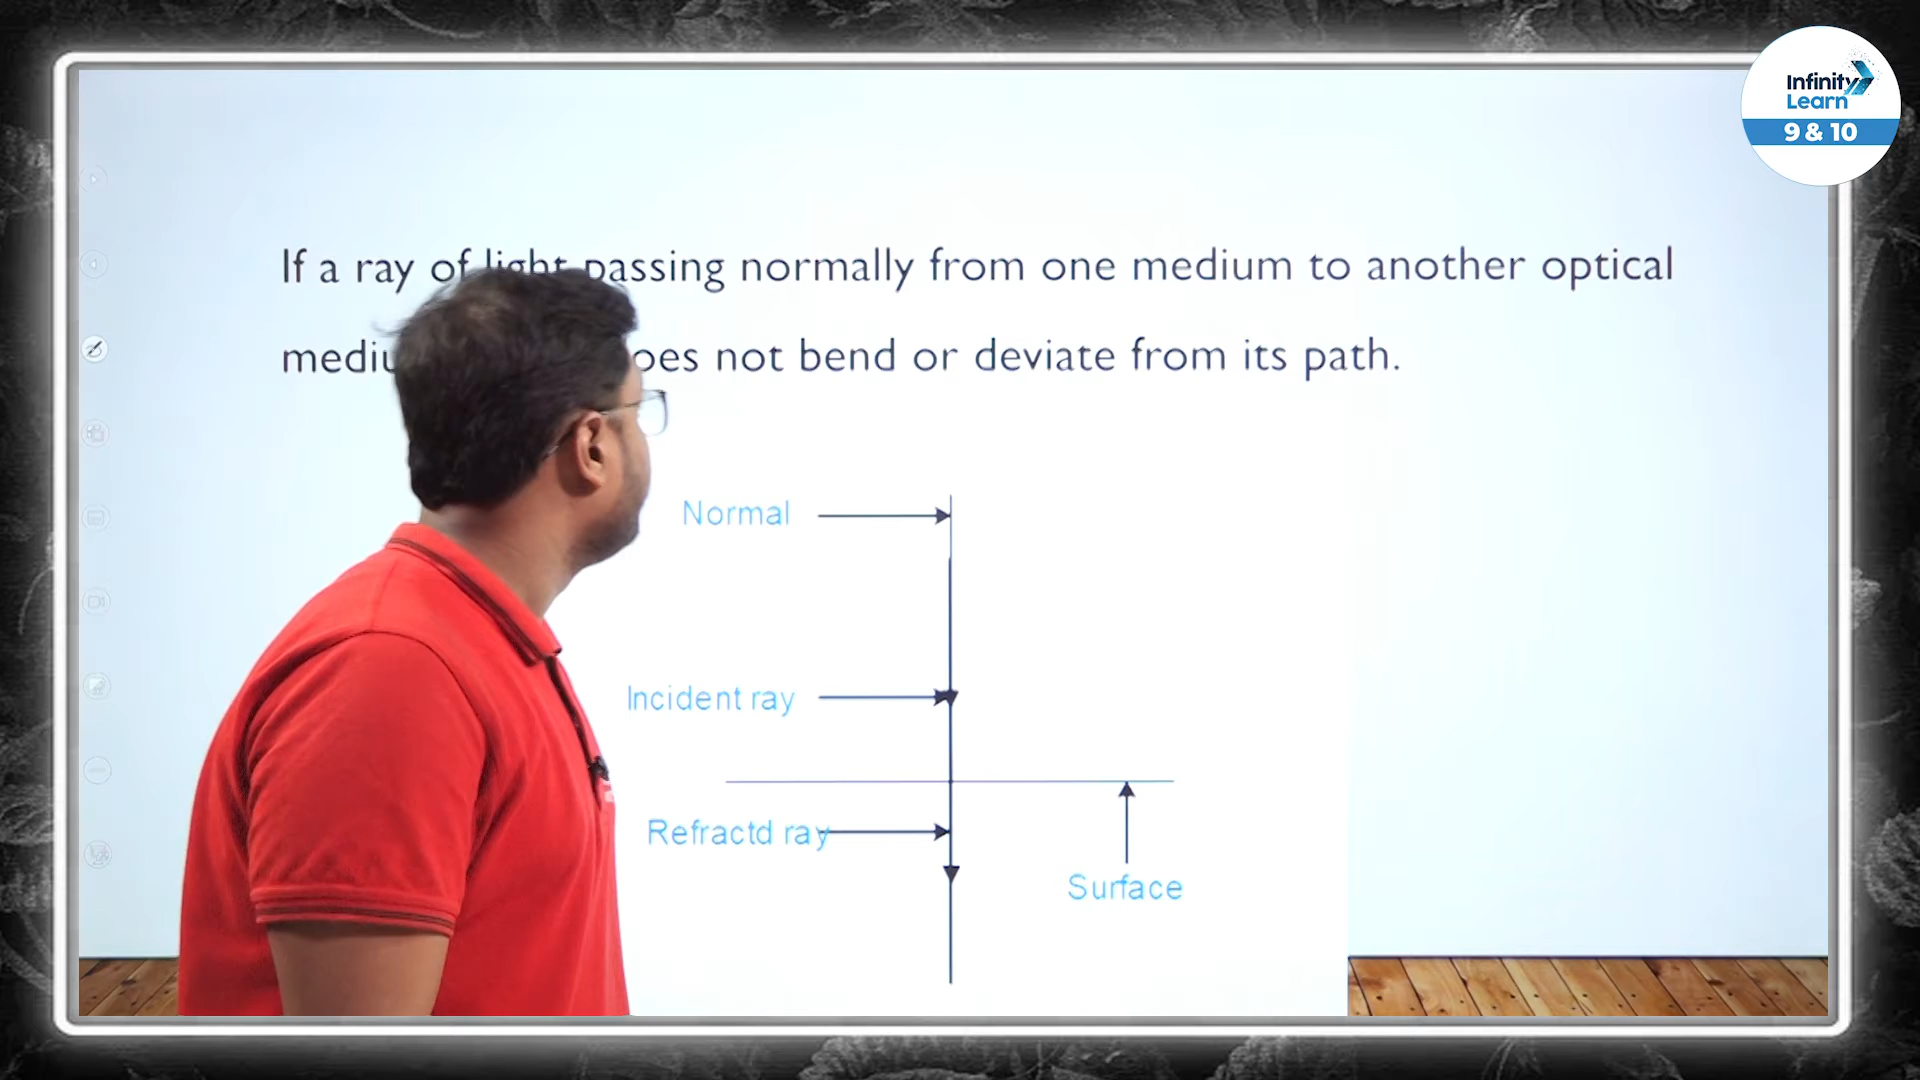 Infinity
Learn
9 & 10
If a ray of passing normally from one medium to another optical
not bend or deviate from its path.
Normal
Incident ray
Refractd ray
Surface